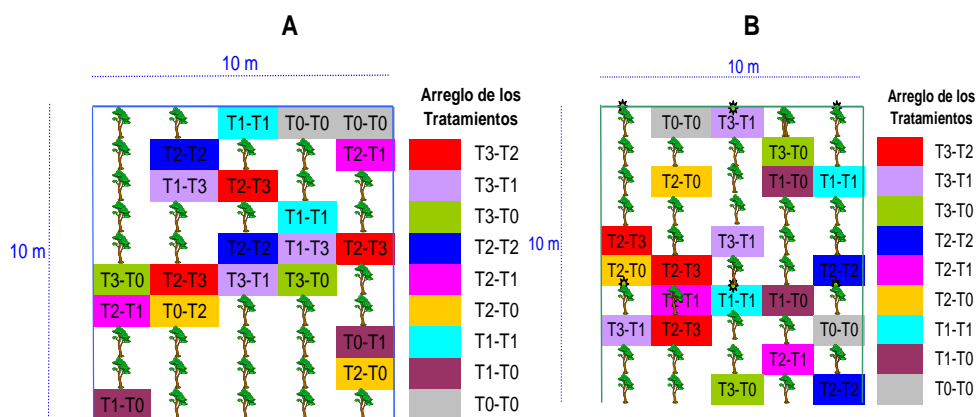 A
B
10 m
10 m
Arreglo de los
Tratamientos
Arreglo de los
Tratamientos
10 m
10 m
T1-T1 T0-T0 T0-T0
T2-T2 T2-T1
T1-T3 T2-T3
T1-T1
T2-T2 T1-T3 T2-T3
T3-T0 T2-T3 T3-T1 T3-T0
T2-T1 T0-T2
T0-T1
T2-T0
T1-T0
T3-T2
T3-T1
T3-T0
T2-T2
T2-T1
T2-T0
T1-T1
T1-T0
T0-T0
T0-T0 T3-T1
T3-T0
T2-T0 T1-T0 T1-T1
T2-T3 T3-T1
T2-T0 T2-T3 T2-T2
T1-T1 T1-T0
T3-T1 T2-T3 T0-T0
T2-T1
T3-T0 T2-T2
T3-T2
T3-T1
T3-T0
T2-T2
T2-T1
T2-T0
T1-T1
T1-T0
T0-T0